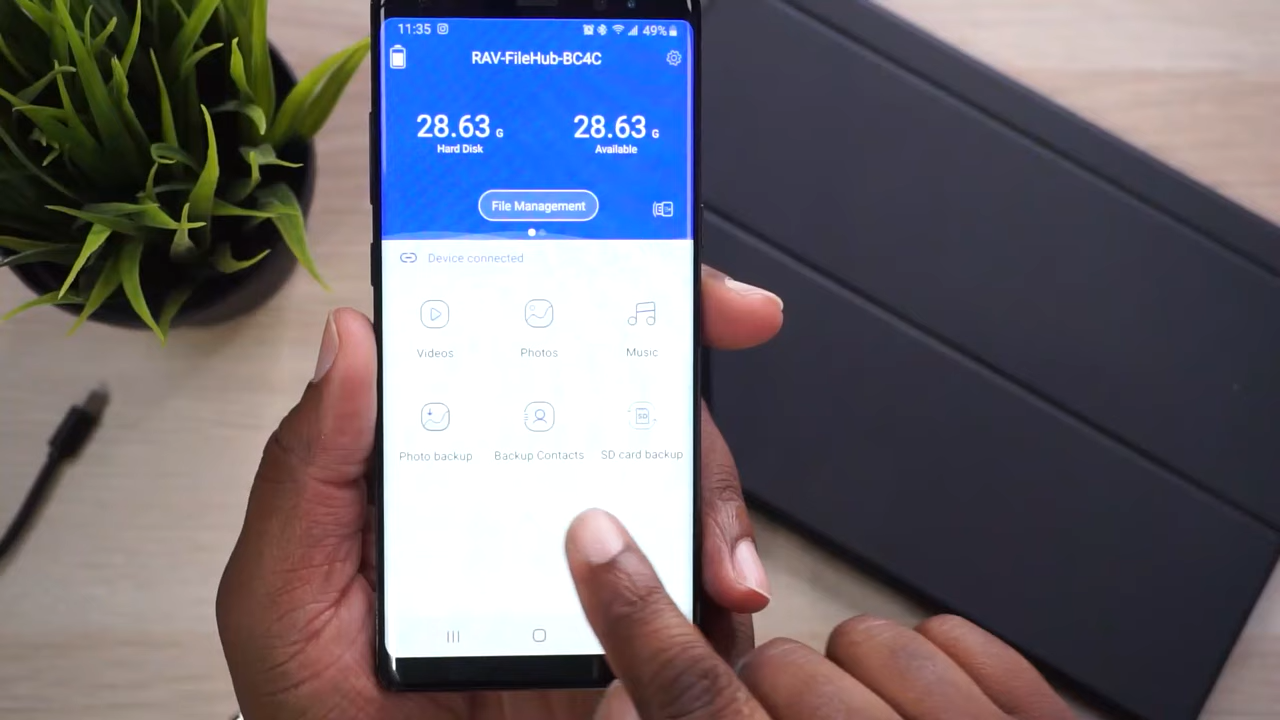 11:35 49%
RAV-FileHub-BC4C
28.63 G 28.63 G
Hard Disk Available
File Management
Device connected
Videos Photos Music
SD
Photo backup Backup Contacts SD card backup